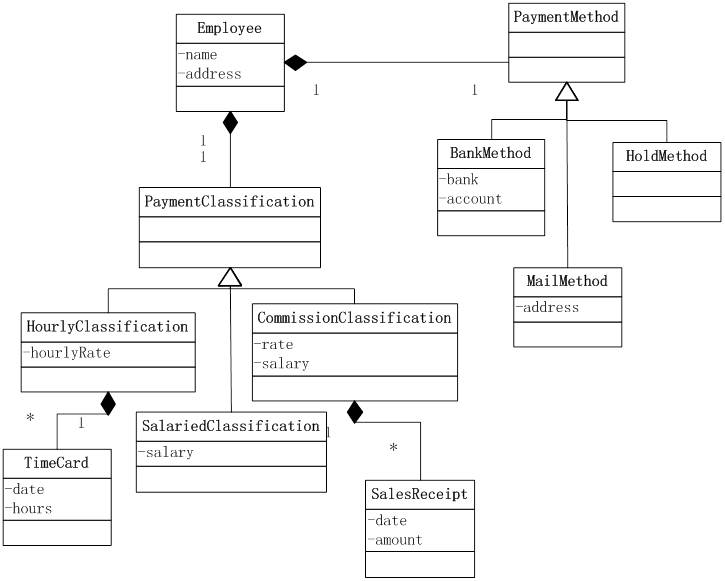 Employee
-name
-address
PaymentMethod
1
1
1
1
BankMethod
-bank
-account
HoldMethod
MailMethod
-address
PaymentClassification
HourlyClassification
-hourlyRate
CommissionClassification
-rate
-salary
*
1
SalariedClassification
-salary
1
*
TimeCard
-date
-hours
SalesReceipt
-date
-amount